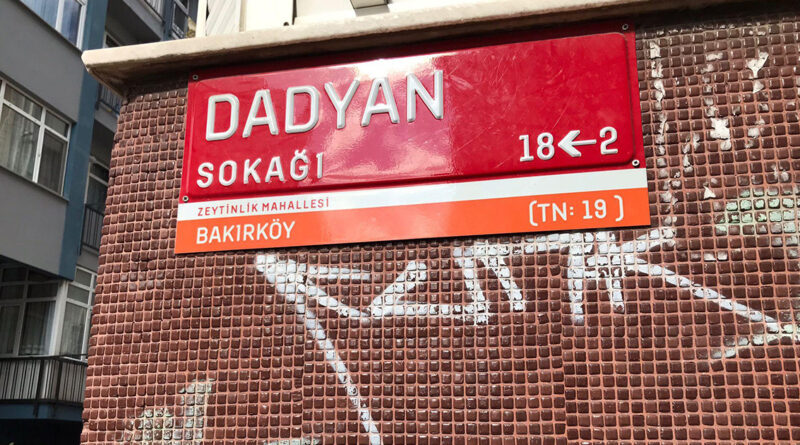 DADYAN
SOKAĞI
18←2
ZEYTİNLİK MAHALLESİ
BAKIRKÖY
(TN: 19)